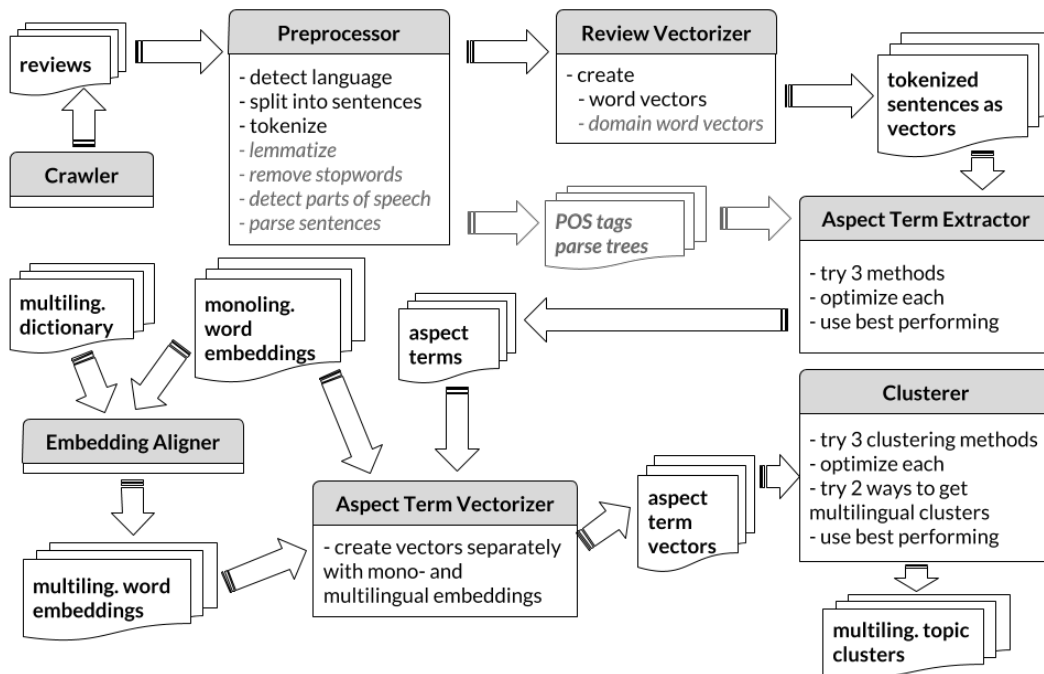 reviews
Crawler
Preprocessor
- detect language
- split into sentences
- tokenize
- lemmatize
- remove stopwords
- detect parts of speech
- parse sentences
Review Vectorizer
- create
- word vectors
- domain word vectors
tokenized
sentences as
vectors
POS tags
parse trees
Aspect Term Extractor
- try 3 methods
- optimize each
- use best performing
multiling.
dictionary
monoling.
word
embeddings
aspect
terms
Embedding Aligner
multiling. word
embeddings
Aspect Term Vectorizer
- create vectors separately
with mono- and
multilingual embeddings
aspect
term
vectors
Clusterer
- try 3 clustering methods
- optimize each
- try 2 ways to get
multilingual clusters
- use best performing
multiling. topic
clusters